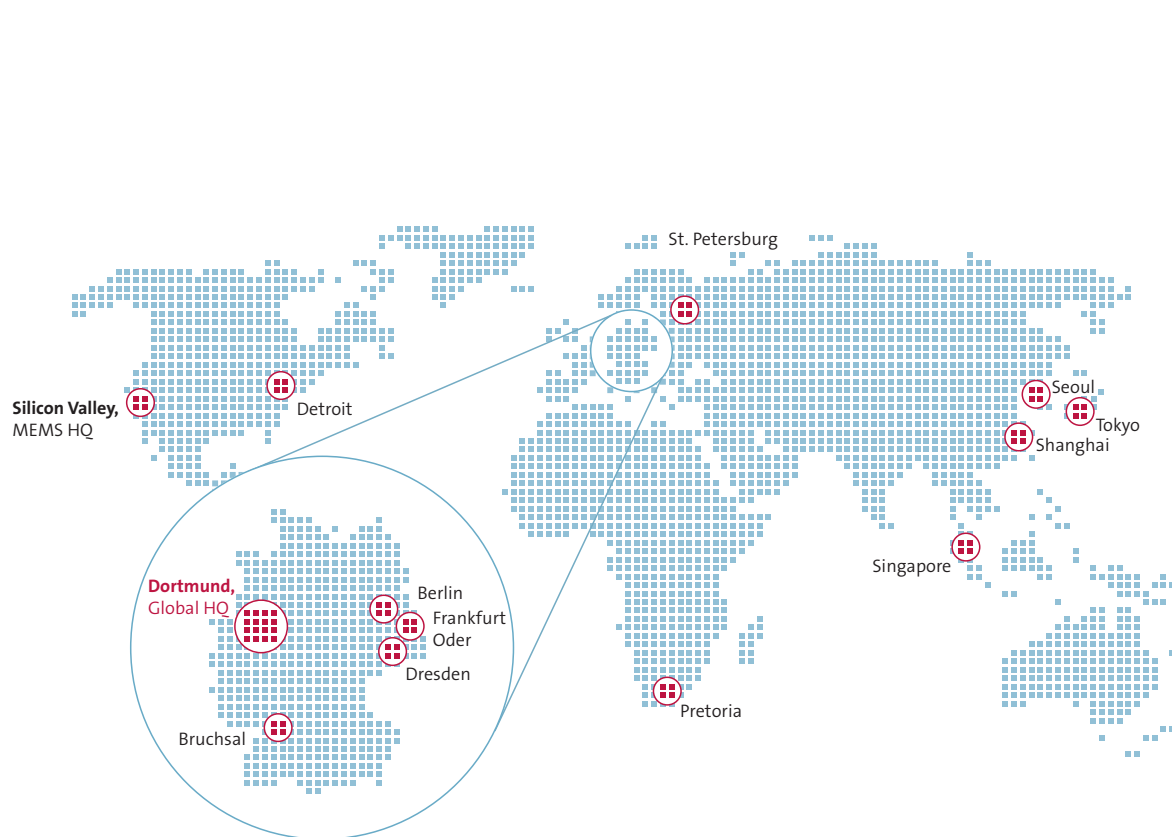 St. Petersburg
Silicon Valley,
MEMS HQ
Detroit
Seoul
Tokyo
Shanghai
Singapore
Pretoria
Dortmund,
Global HQ
Berlin
Frankfurt
Oder
Dresden
Bruchsal